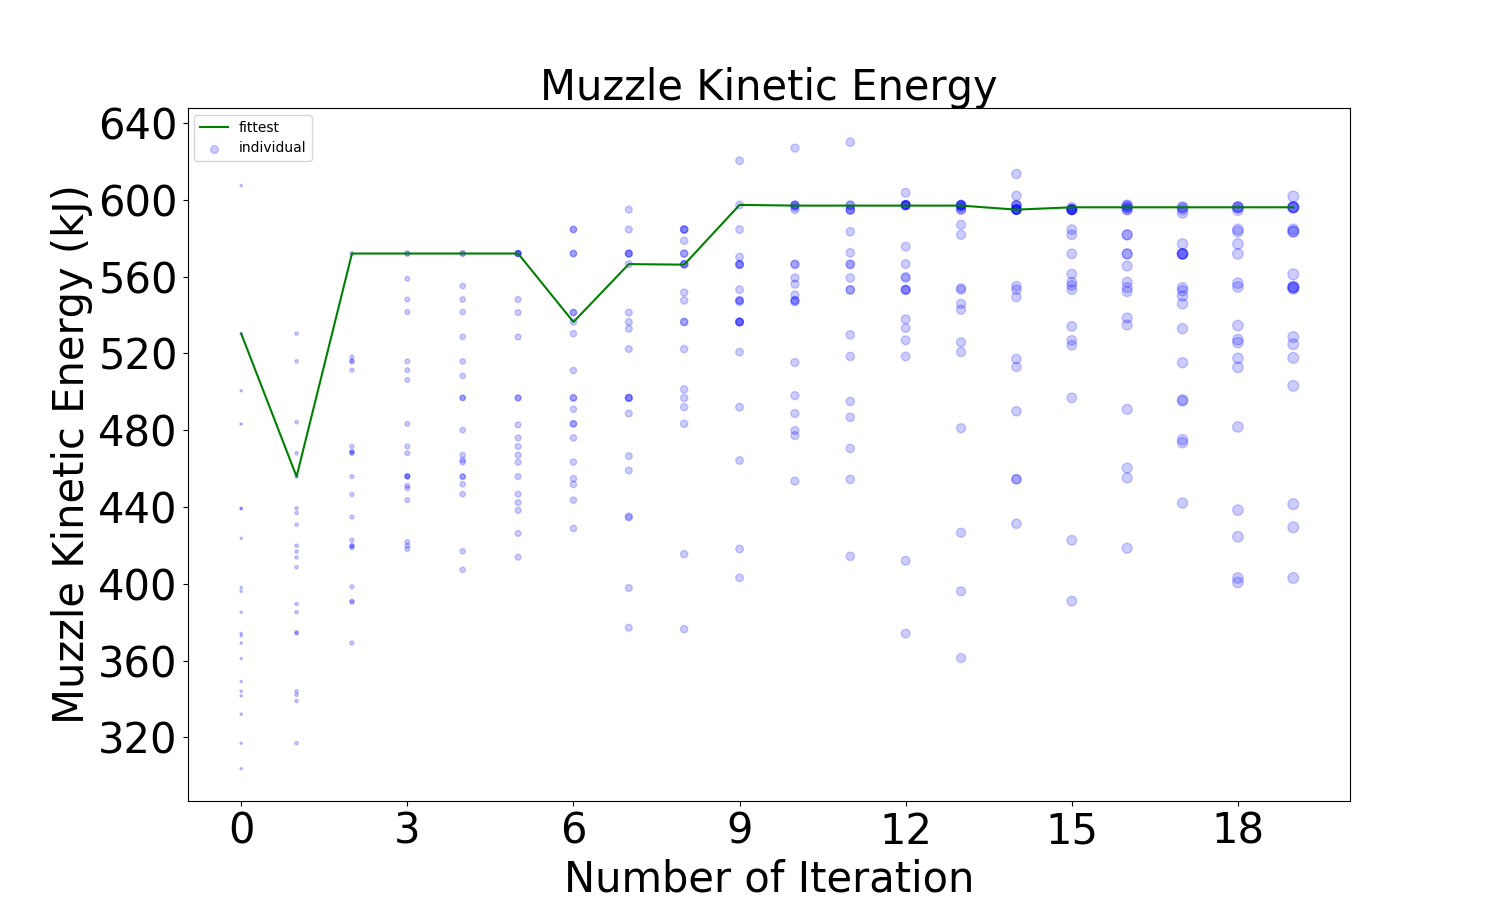 Muzzle Kinetic Energy
fittest
individual
Muzzle Kinetic Energy (kJ)
640
600
560
520
480
440
400
360
320
0 3 6 9 12 15 18
Number of Iteration